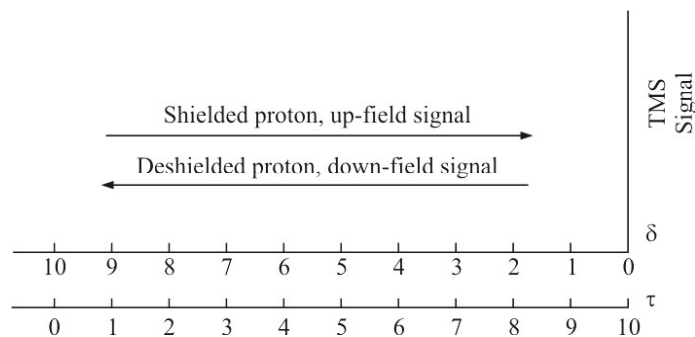 Shielded proton, up-field signal
Deshielded proton, down-field signal
TMS
Signal
δ
10 9 8 7 6 5 4 3 2 1 0
τ
0 1 2 3 4 5 6 7 8 9 10